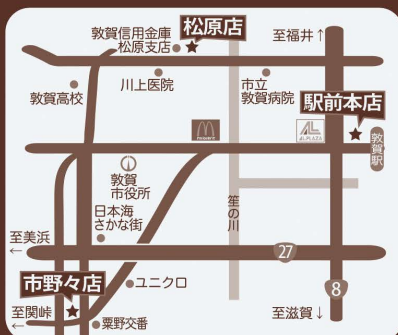 敦賀信用金庫
松原支店
松原店
至福井↑
敦賀高校
川上医院
市立
敦賀病院
駅前本店
AL
AL.PLAZA
敦賀駅
敦賀
市役所
日本海
さかな街
笙の川
至美浜
←
27
市野々店
ユニクロ
8
至関峠
←
粟野交番
至滋賀↓